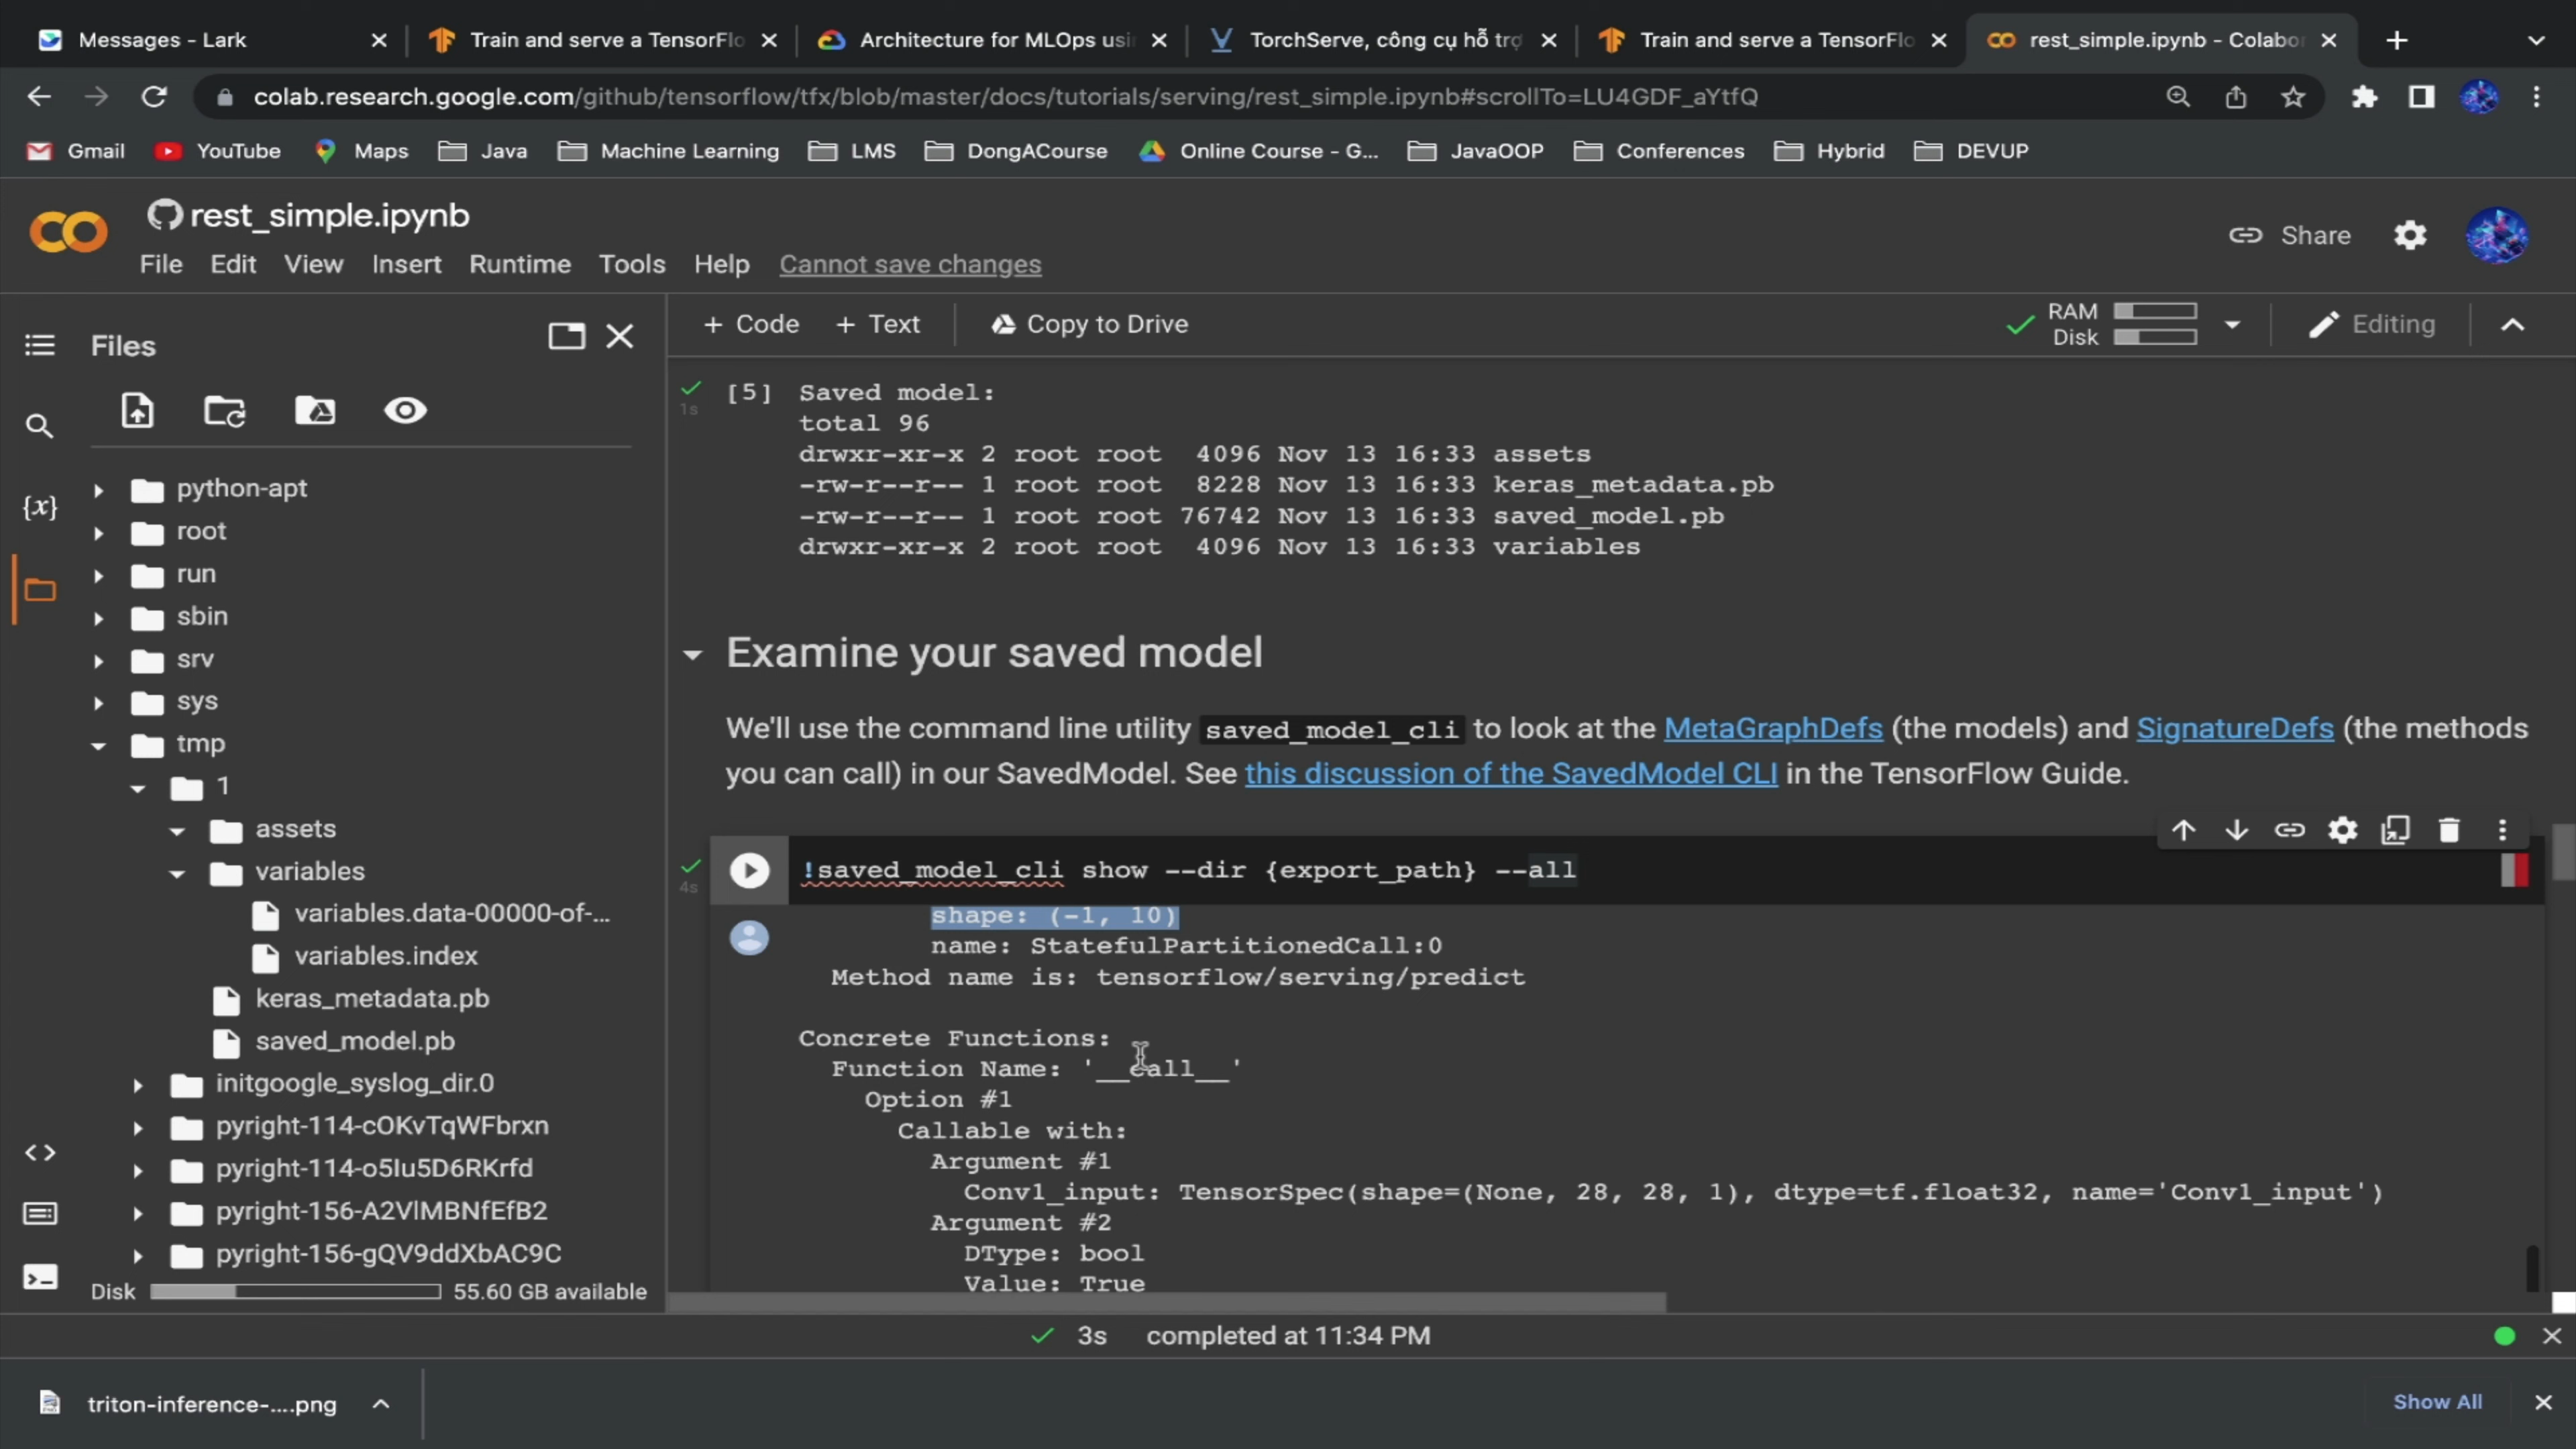 Messages - Lark
Train and serve a TensorFlo
Architecture for MLOps usi
TorchServe, công cụ hỗ trợ
Train and serve a TensorFlo
rest_simple.ipynb - Colabor
colab.research.google.com/github/tensorflow/tfx/blob/master/docs/tutorials/serving/rest_simple.ipynb#scrollTo=LU4GDF_aYtfQ
Gmail
YouTube
Maps
Java
Machine Learning
LMS
DongACourse
Online Course - G...
JavaOOP
Conferences
Hybrid
DEVUP
rest_simple.ipynb
File Edit View Insert Runtime Tools Help Cannot save changes
Share
Files
+ Code + Text Copy to Drive
RAM
Disk
Editing
python-apt
root
run
sbin
srv
sys
tmp
1
assets
variables
variables.data-00000-of-...
variables.index
keras_metadata.pb
saved_model.pb
initgoogle_syslog_dir.0
pyright-114-cOKvTqWFbrxn
pyright-114-o5Iu5D6RKrfd
pyright-156-A2VlMBNfEfB2
pyright-156-gQV9ddXbAC9C
Disk 55.60 GB available
1s
[5] Saved model:
total 96
drwxr-xr-x 2 root root 4096 Nov 13 16:33 assets
-rw-r--r-- 1 root root 8228 Nov 13 16:33 keras_metadata.pb
-rw-r--r-- 1 root root 76742 Nov 13 16:33 saved_model.pb
drwxr-xr-x 2 root root 4096 Nov 13 16:33 variables
Examine your saved model
We'll use the command line utility saved_model_cli to look at the MetaGraphDefs (the models) and SignatureDefs (the methods
you can call) in our SavedModel. See this discussion of the SavedModel CLI in the TensorFlow Guide.
4s
!saved_model_cli show --dir {export_path} --all
shape: (-1, 10)
name: StatefulPartitionedCall:0
Method name is: tensorflow/serving/predict
Concrete Functions:
Function Name: '__call__'
Option #1
Callable with:
Argument #1
Conv1_input: TensorSpec(shape=(None, 28, 28, 1), dtype=tf.float32, name='Conv1_input')
Argument #2
DType: bool
Value: True
3s completed at 11:34 PM
triton-inference-....png
Show All